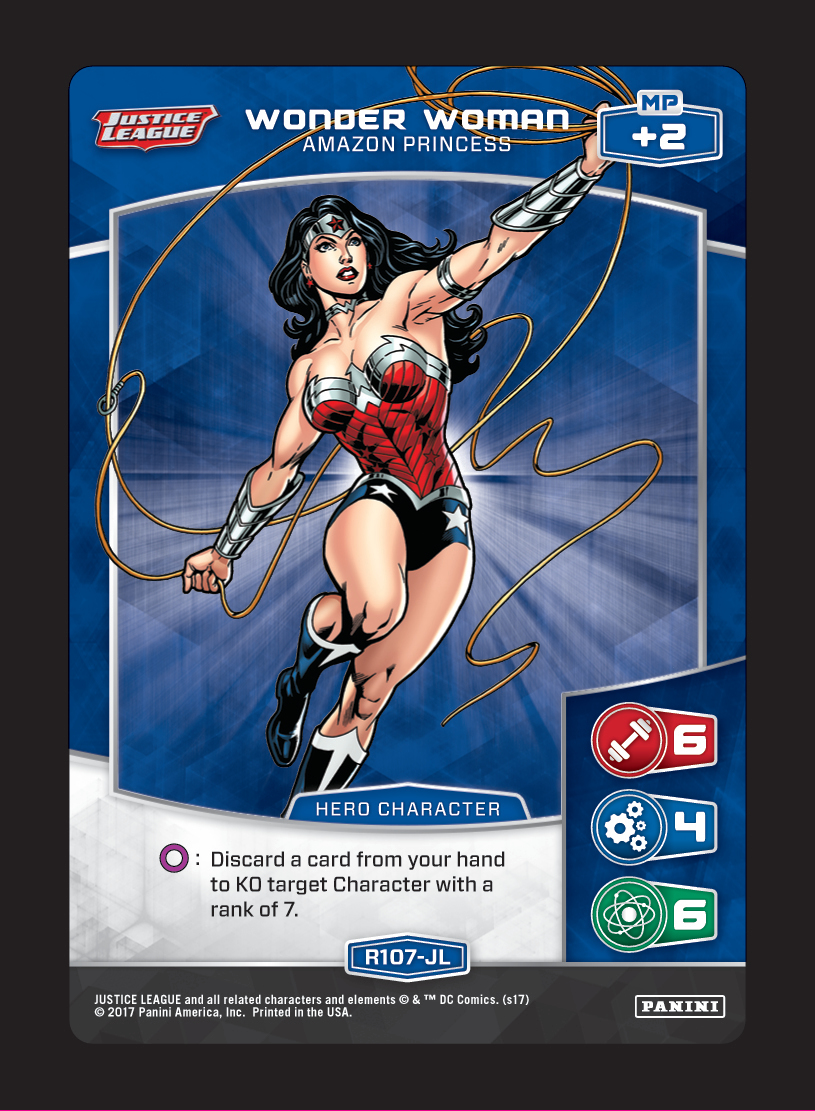 JUSTICE
LEAGUE
WONDER WOMAN
AMAZON PRINCESS
MP
+2
6
4
6
HERO CHARACTER
: Discard a card from your hand
to KO target Character with a
rank of 7.
R107-JL
JUSTICE LEAGUE and all related characters and elements © & ™ DC Comics. (s17)
© 2017 Panini America, Inc. Printed in the USA.
PANINI